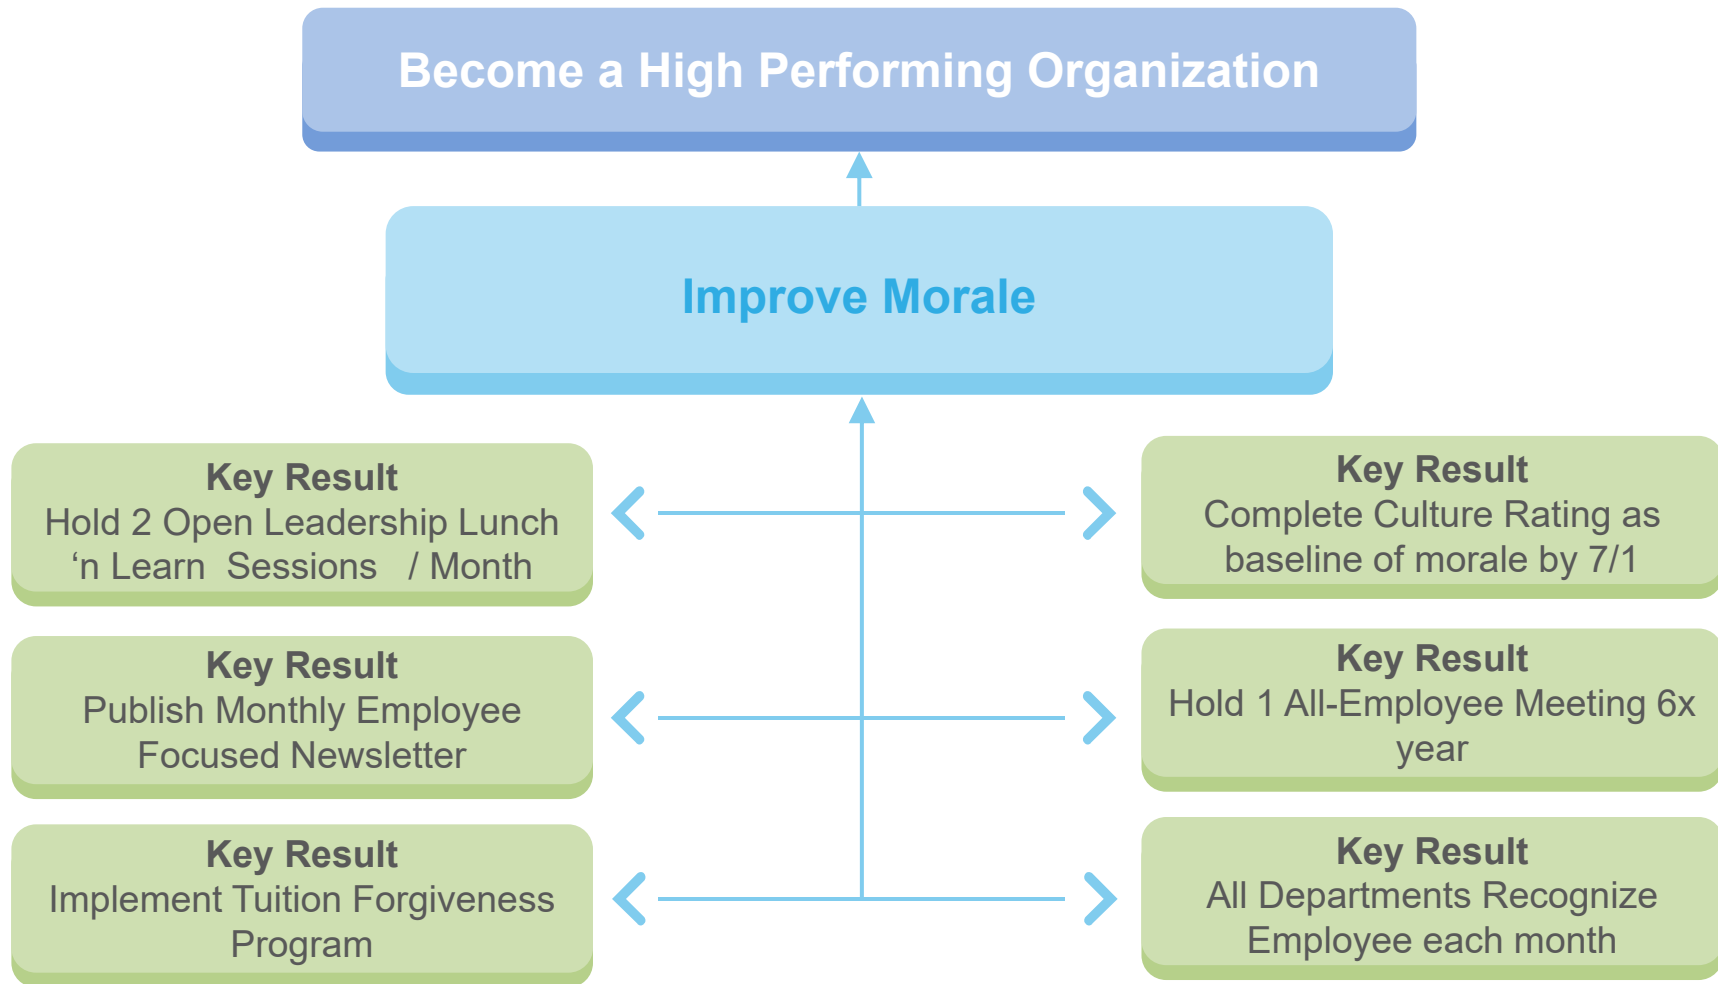 Become a High Performing Organization
Improve Morale
Key Result
Hold 2 Open Leadership Lunch
‘n Learn  Sessions   / Month
Key Result
Complete Culture Rating as
baseline of morale by 7/1
Key Result
Publish Monthly Employee
Focused Newsletter
Key Result
Hold 1 All-Employee Meeting 6x
year
Key Result
Implement Tuition Forgiveness
Program
Key Result
All Departments Recognize
Employee each month